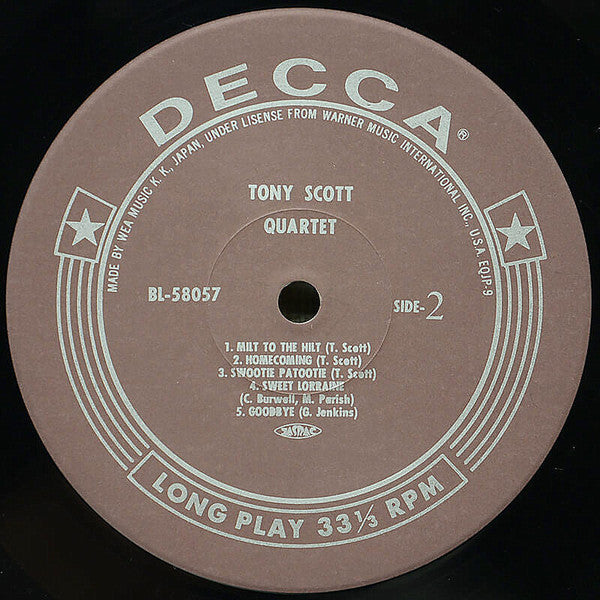 DECCA®
MADE BY WEA MUSIC K. K. JAPAN, UNDER LISENSE FROM WARNER MUSIC INTERNATIONAL INC., U.S.A. EQJP-9
TONY SCOTT
QUARTET
BL-58057
SIDE-2
1. MILT TO THE HILT (T. Scott)
2. HOMECOMING (T. Scott)
3. SWOOTIE PATOOTIE (T. Scott)
4. SWEET LORRAINE
(C. Burwell, M. Parish)
5. GOODBYE (G. Jenkins)
JASRAC
LONG PLAY 33⅓ RPM